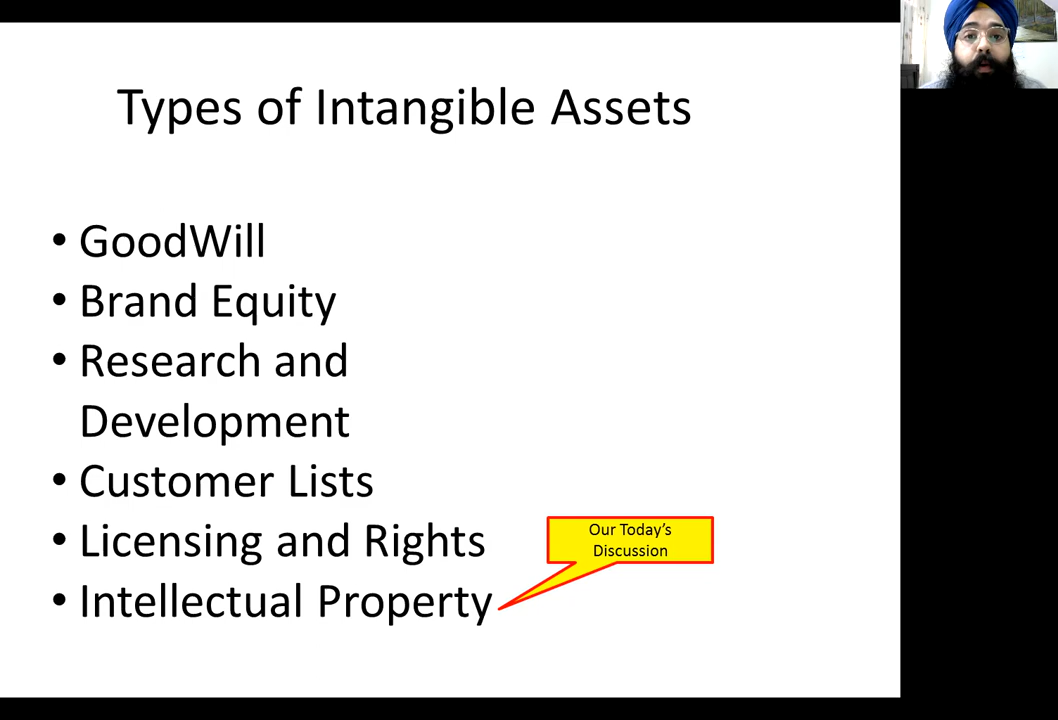 Types of Intangible Assets
• GoodWill
• Brand Equity
• Research and
Development
• Customer Lists
• Licensing and Rights
• Intellectual Property
Our Today's
Discussion